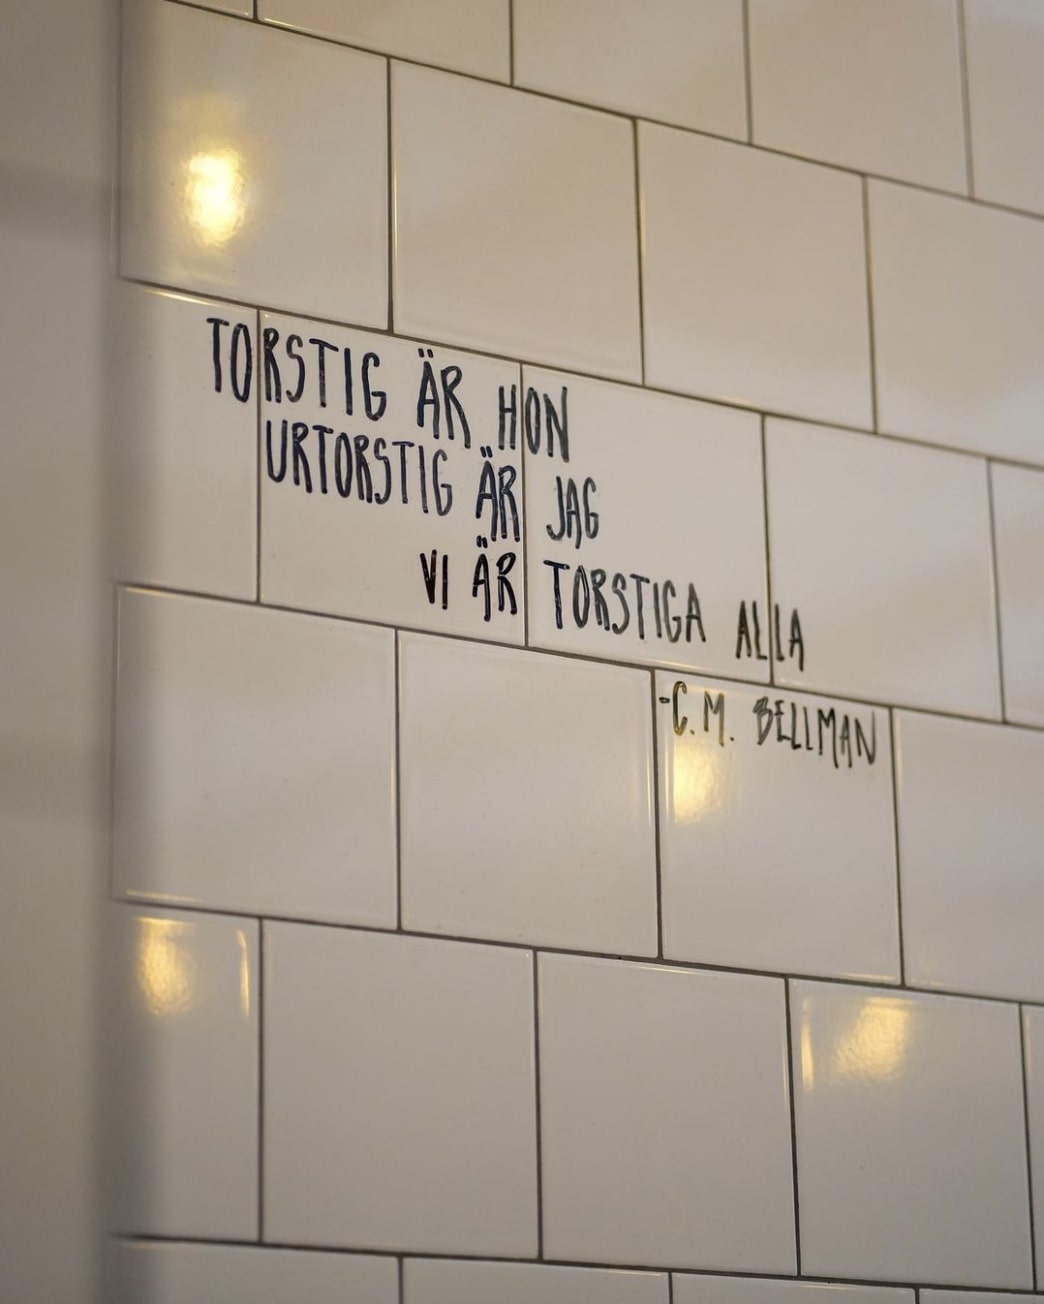 TORSTIG ÄR HON
URTORSTIG ÄR JAG
VI ÄR TORSTIGA ALLA
-C.M. BELLMAN